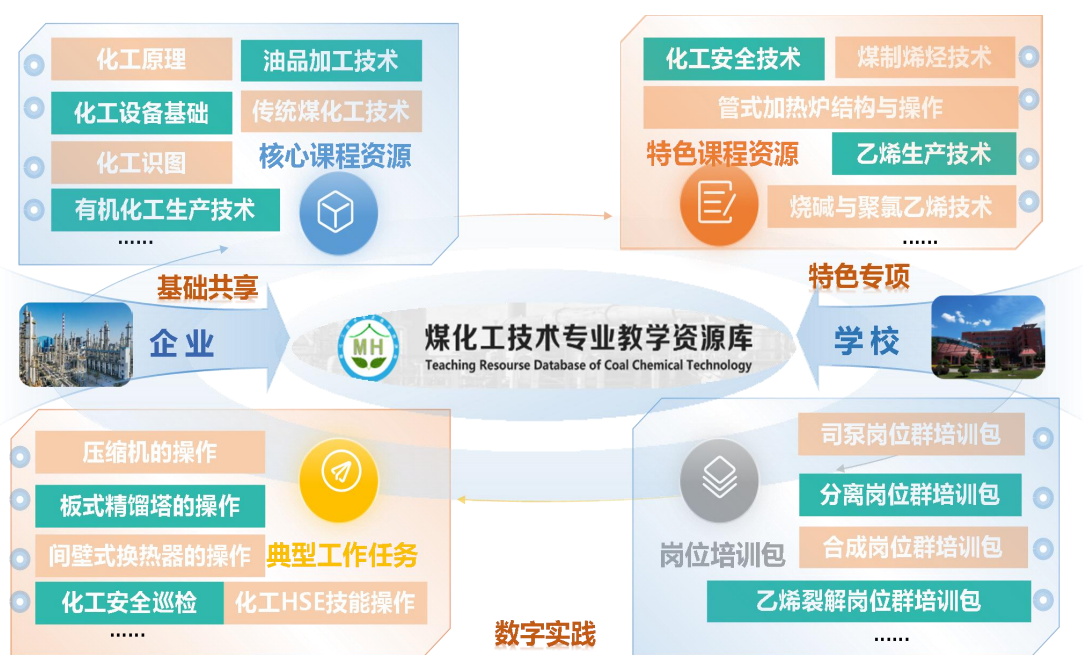 化工原理
油品加工技术
化工设备基础
传统煤化工技术
化工识图
核心课程资源
有机化工生产技术
......
化工安全技术
煤制烯烃技术
管式加热炉结构与操作
特色课程资源
乙烯生产技术
烧碱与聚氯乙烯技术
......
基础共享
特色专项
企业
MH
煤化工技术专业教学资源库
Teaching Resourse Database of Coal Chemical Technology
学校
压缩机的操作
板式精馏塔的操作
间壁式换热器的操作
典型工作任务
化工安全巡检
化工HSE技能操作
......
司泵岗位群培训包
分离岗位群培训包
岗位培训包
合成岗位群培训包
乙烯裂解岗位群培训包
......
数字实践